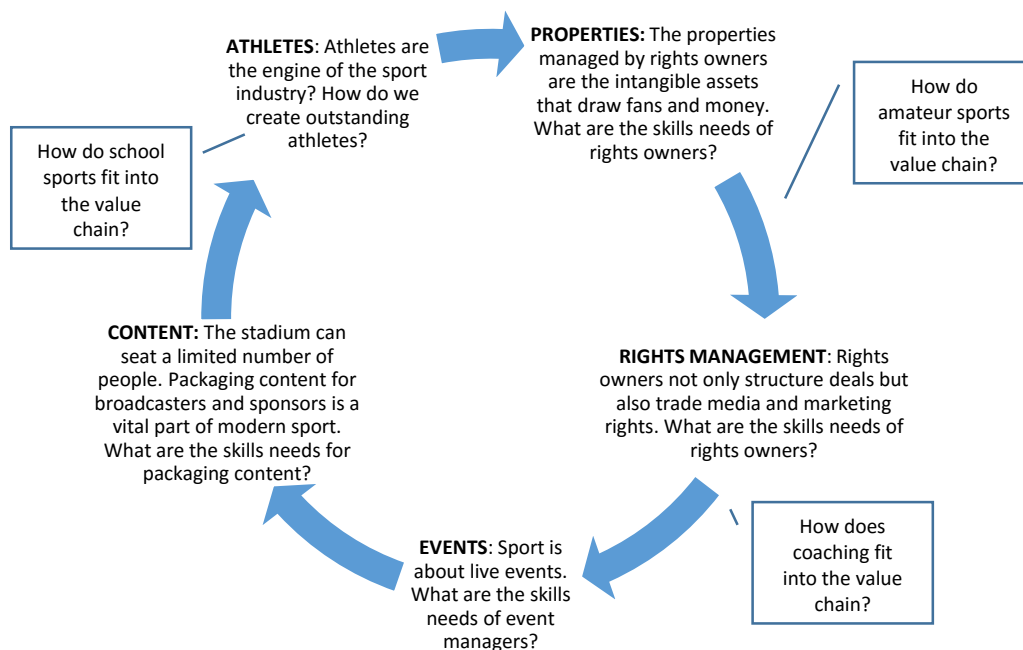 ATHLETES: Athletes are
the engine of the sport
industry? How do we
create outstanding
athletes?
PROPERTIES: The properties
managed by rights owners
are the intangible assets
that draw fans and money.
What are the skills needs of
rights owners?
How do
amateur sports
fit into the
value chain?
How do school
sports fit into
the value
chain?
CONTENT: The stadium can
seat a limited number of
people. Packaging content for
broadcasters and sponsors is a
vital part of modern sport.
What are the skills needs for
packaging content?
RIGHTS MANAGEMENT: Rights
owners not only structure deals but
also trade media and marketing
rights. What are the skills needs of
rights owners?
EVENTS: Sport is
about live events.
What are the skills
needs of event
managers?
How does
coaching fit
into the value
chain?